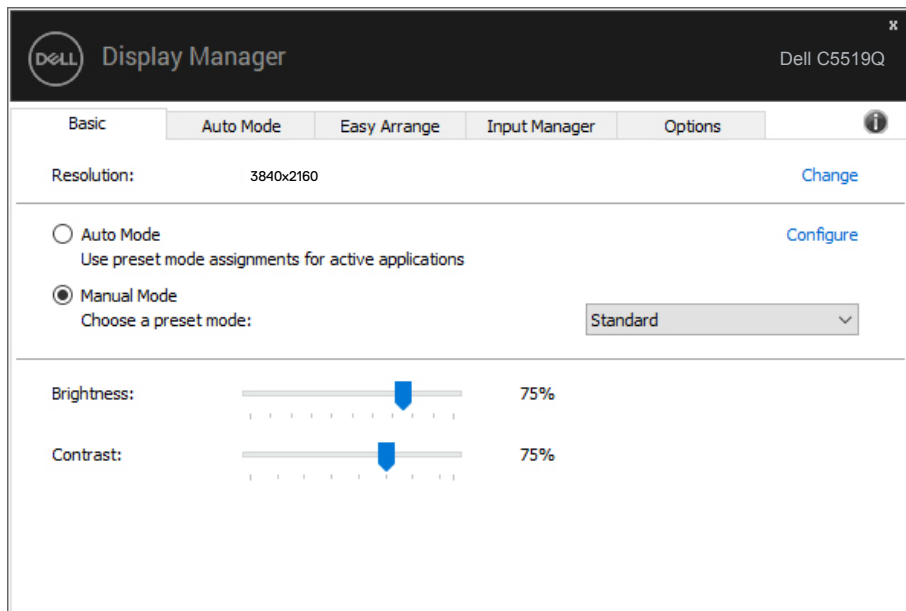 x
DELL Display Manager
Dell C5519Q
Basic Auto Mode Easy Arrange Input Manager Options i
Resolution: 3840x2160 Change
Auto Mode Configure
Use preset mode assignments for active applications
Manual Mode
Choose a preset mode: Standard
Brightness: 75%
Contrast: 75%